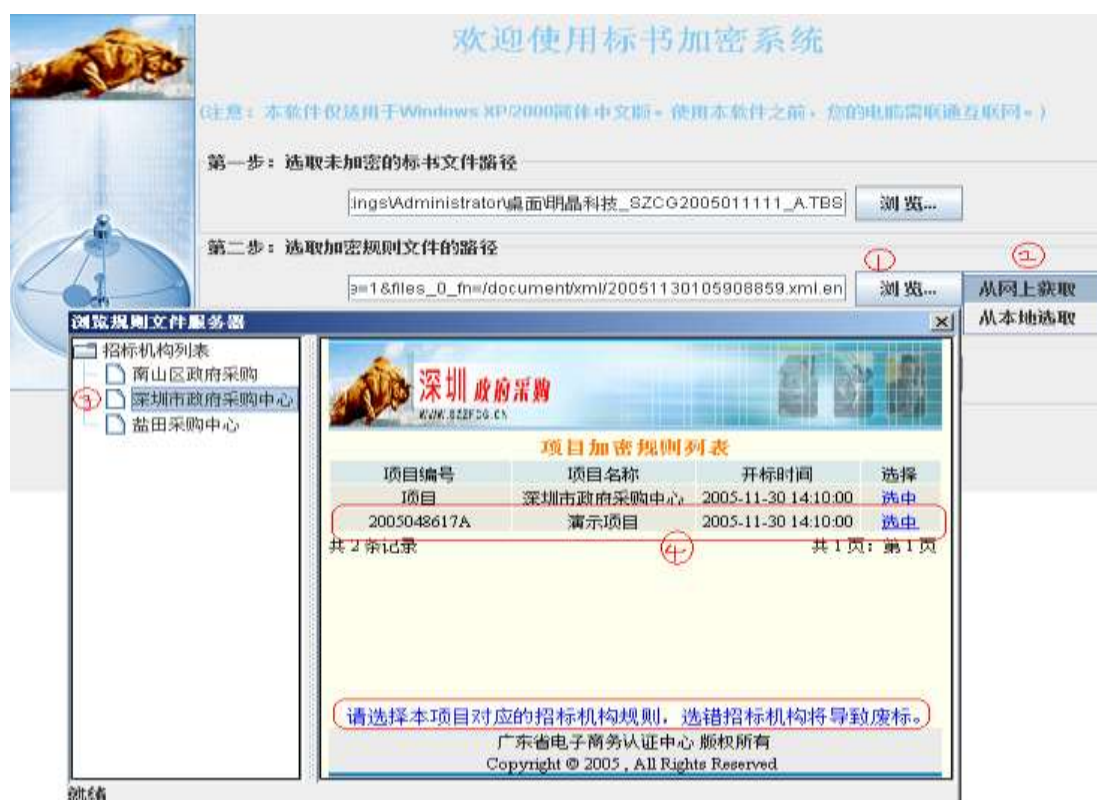 欢迎使用标书加密系统
(注意：本软件仅适用于Windows XP/2000简体中文版。使用本软件之前，您的电脑需联通互联网。)
第一步：选取未加密的标书文件路径
ings\Administrator\桌面\明晶科技_SZCG2005011111_A.TBS 浏览...
第二步：选取加密规则文件的路径
① ②
e=1&files_0_fn=/document/xml/20051130105908859.xml.en 浏览... 从网上获取
从本地选取
浏览规则文件服务器
招标机构列表
南山区政府采购
③ 深圳市政府采购中心
盐田采购中心
深圳 政府采购
WWW.SZZFCG.CN
项目加密规则列表
项目编号 项目名称 开标时间 选择
项目 深圳市政府采购中心 2005-11-30 14:10:00 选中
2005048617A 演示项目 2005-11-30 14:10:00 选中
共 2 条记录 ④ 共 1 页：第 1 页
请选择本项目对应的招标机构规则，选错招标机构将导致废标。
广东省电子商务认证中心 版权所有
Copyright © 2005 , All Rights Reserved
就绪